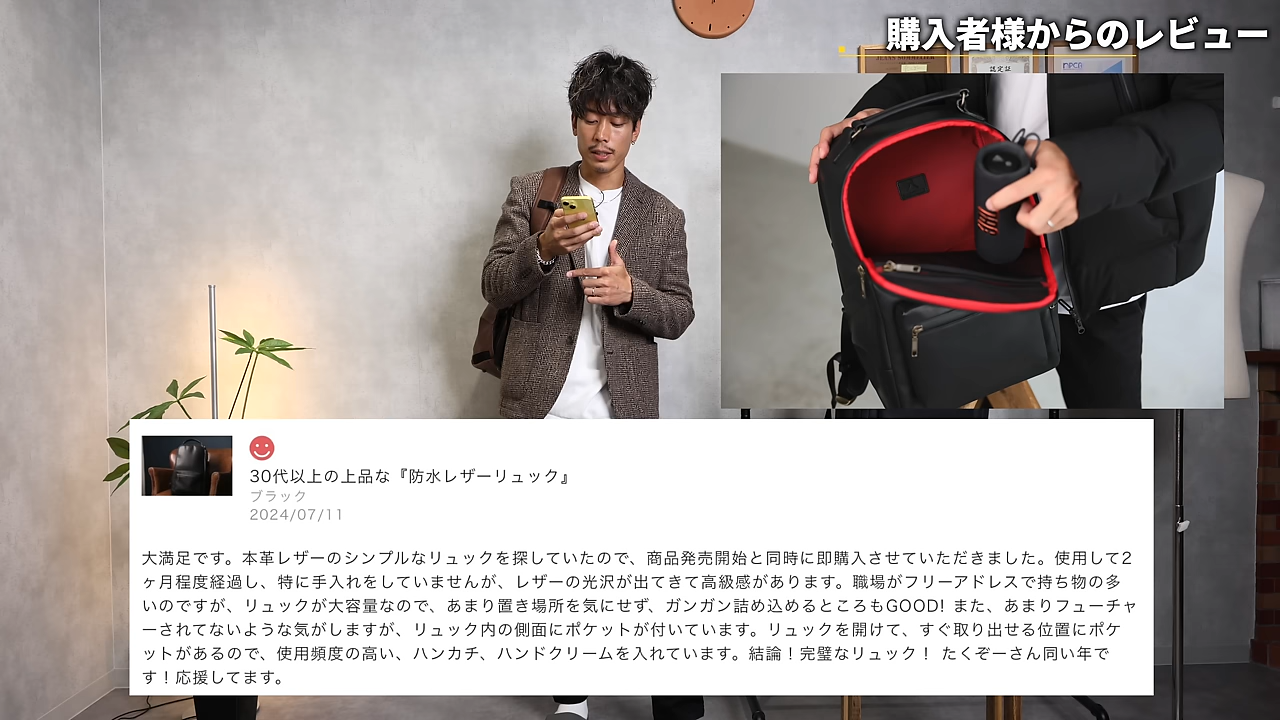 購入者様からのレビュー
認定証
30代以上の上品な『防水レザーリュック』
ブラック
2024/07/11
大満足です。本革レザーのシンプルなリュックを探していたので、商品発売開始と同時に即購入させていただきました。使用して2
ヶ月程度経過し、特に手入れをしていませんが、レザーの光沢が出てきて高級感があります。職場がフリーアドレスで持ち物の多
いのですが、リュックが大容量なので、あまり置き場所を気にせず、ガンガン詰め込めるところもGOOD! また、あまりフューチャ
ーされてないような気がしますが、リュック内の側面にポケットが付いています。リュックを開けて、すぐ取り出せる位置にポケ
ットがあるので、使用頻度の高い、ハンカチ、ハンドクリームを入れています。結論！完璧なリュック！ たくぞーさん同い年で
す！応援してます。